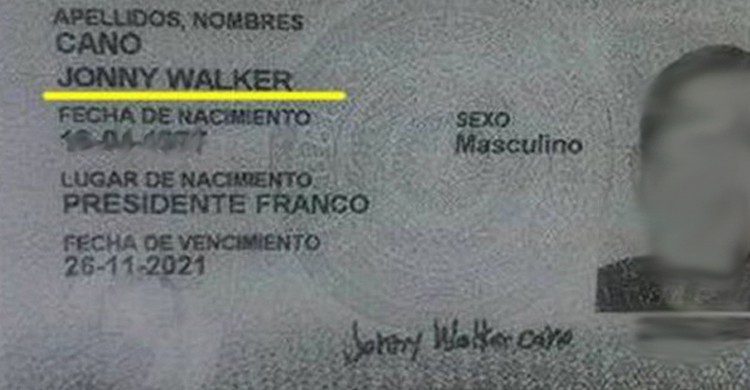 APELLIDOS, NOMBRES
CANO
JONNY WALKER
FECHA DE NACIMIENTO
SEXO
Masculino
LUGAR DE NACIMIENTO
PRESIDENTE FRANCO
FECHA DE VENCIMIENTO
26-11-2021
Jonny Walker cano